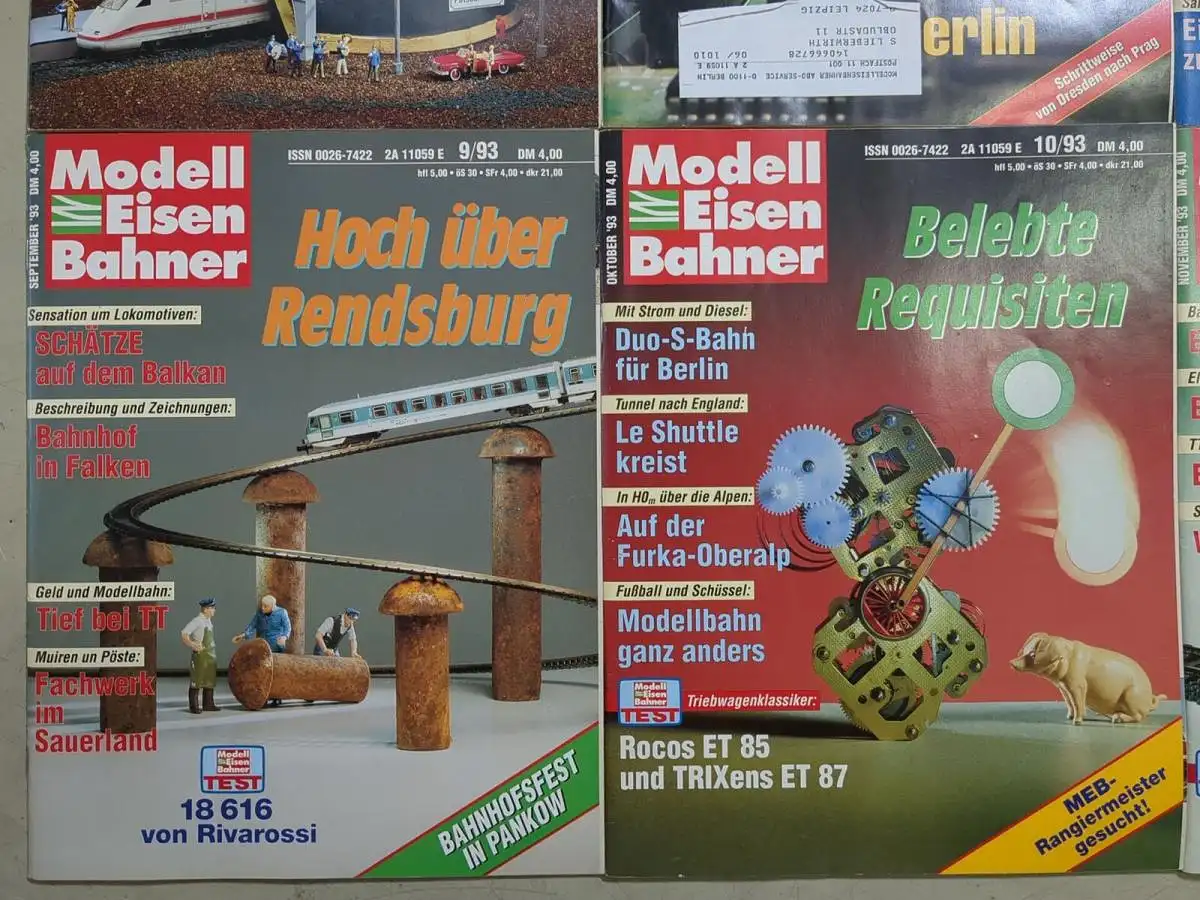 MODELLEISENBAHNER ABO-SERVICE O-1100 BERLIN
POSTFACH 11 001 2 A 11059 E
140666728 06/ 1010
S LIEBERWIRTH
OBLUDASTR 11
O-7024 LEIPZIG
erlin
Schrittweise
von Dresden nach Prag
SEPTEMBER '93 DM 4,00
Modell
Eisen
Bahner
ISSN 0026-7422 2A 11059 E 9/93 DM 4,00
hfl 5,00 • öS 30 • SFr 4,00 • dkr 21,00
Hoch über
Rendsburg
Sensation um Lokomotiven:
SCHÄTZE
auf dem Balkan
Beschreibung und Zeichnungen:
Bahnhof
in Falken
Geld und Modellbahn:
Tief bei TT
Muiren un Pöste:
Fachwerk
im
Sauerland
Modell
Eisen
Bahner
TEST
18 616
von Rivarossi
BAHNHOFSFEST
IN PANKOW
OKTOBER '93 DM 4,00
Modell
Eisen
Bahner
ISSN 0026-7422 2A 11059 E 10/93 DM 4,00
hfl 5,00 • öS 30 • SFr 4,00 • dkr 21,00
Belebte
Requisiten
Mit Strom und Diesel:
Duo-S-Bahn
für Berlin
Tunnel nach England:
Le Shuttle
kreist
In H0m über die Alpen:
Auf der
Furka-Oberalp
Fußball und Schüssel:
Modellbahn
ganz anders
Modell
Eisen
Bahner
TEST
Triebwagenklassiker:
Rocos ET 85
und TRIXens ET 87
MEB-
Rangiermeister
gesucht!
NOVEMBER '93 DM 4,00